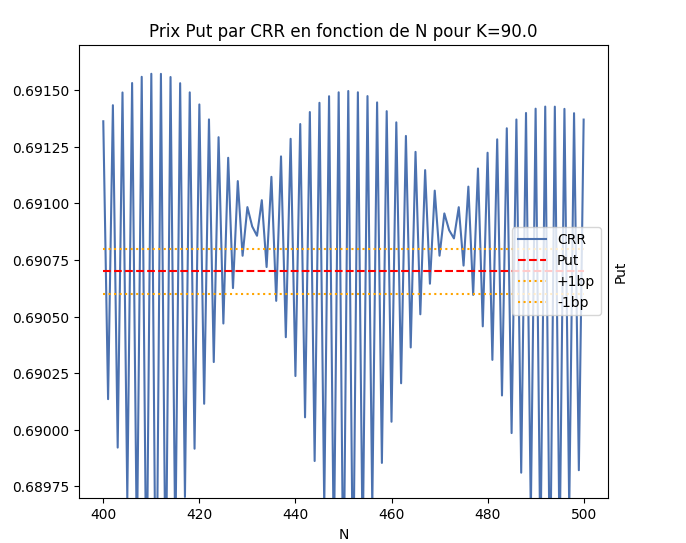 Prix Put par CRR en fonction de N pour K=90.0
0.69150
0.69125
0.69100
0.69075
0.69050
0.69025
0.69000
0.68975
400
420
440
460
480
500
N
Put
CRR
Put
+1bp
-1bp